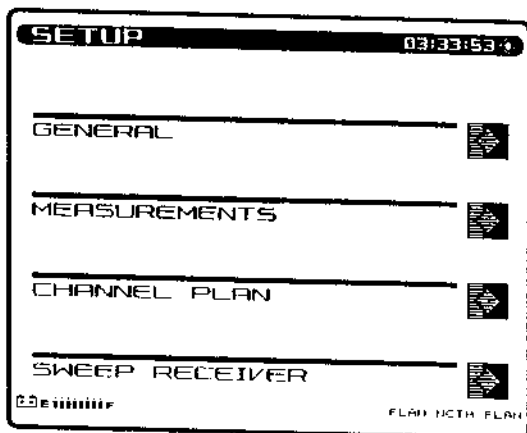 SETUP 03:33:53
GENERAL
MEASUREMENTS
CHANNEL PLAN
SWEEP RECEIVER
E F